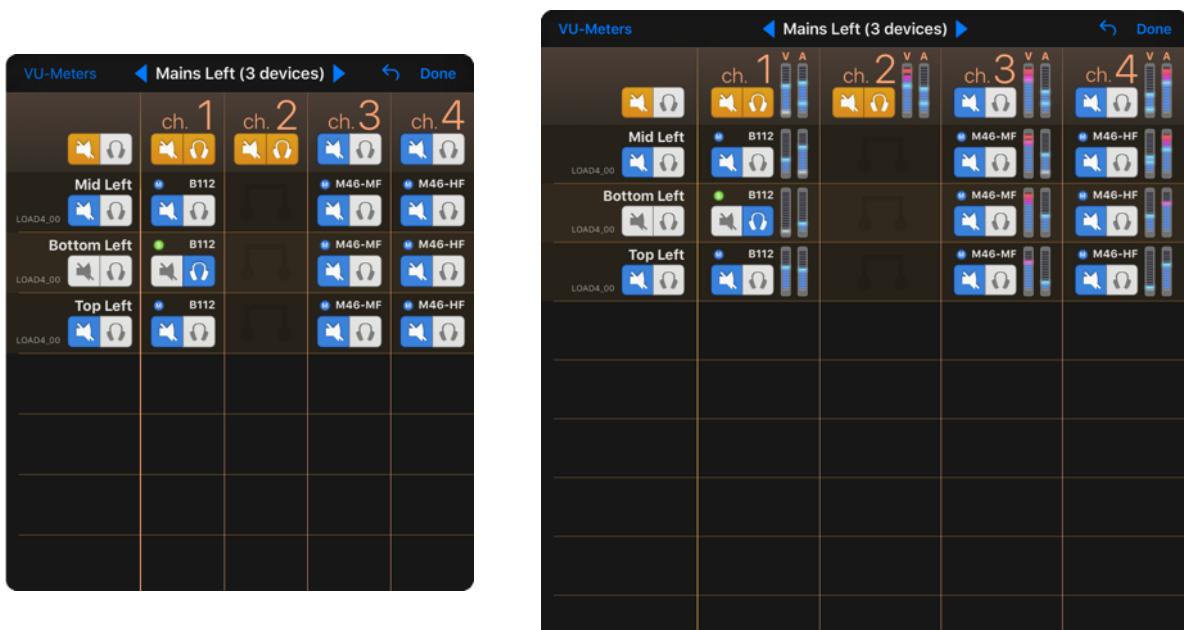 VU-Meters Mains Left (3 devices) Done
ch. 1 ch. 2 ch. 3 ch. 4
Mid Left M B112 M M46-MF M M46-HF
LOAD4_00
Bottom Left S B112 M M46-MF M M46-HF
LOAD4_00
Top Left M B112 M M46-MF M M46-HF
LOAD4_00
VU-Meters Mains Left (3 devices) Done
V A V A V A V A
ch. 1 ch. 2 ch. 3 ch. 4
Mid Left M B112 M M46-MF M M46-HF
LOAD4_00
Bottom Left S B112 M M46-MF M M46-HF
LOAD4_00
Top Left M B112 M M46-MF M M46-HF
LOAD4_00